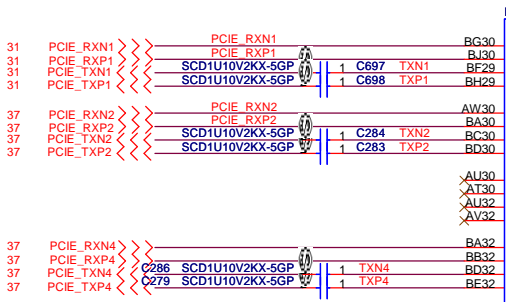 PCIE_RXN1 BG30
31 PCIE_RXN1
PCIE_RXP1 BJ30
31 PCIE_RXP1
31 PCIE_TXN1 SCD1U10V2KX-5GP 1 C697 TXN1 BF29
31 PCIE_TXP1 SCD1U10V2KX-5GP 1 C698 TXP1 BH29
37 PCIE_RXN2 PCIE_RXN2 AW30
37 PCIE_RXP2 PCIE_RXP2 BA30
37 PCIE_TXN2 SCD1U10V2KX-5GP 1 C284 TXN2 BC30
37 PCIE_TXP2 SCD1U10V2KX-5GP 1 C283 TXP2 BD30
AU30
AT30
AU32
AV32
37 PCIE_RXN4 BA32
37 PCIE_RXP4 BB32
37 PCIE_TXN4 C286 SCD1U10V2KX-5GP 1 TXN4 BD32
37 PCIE_TXP4 C279 SCD1U10V2KX-5GP 1 TXP4 BE32